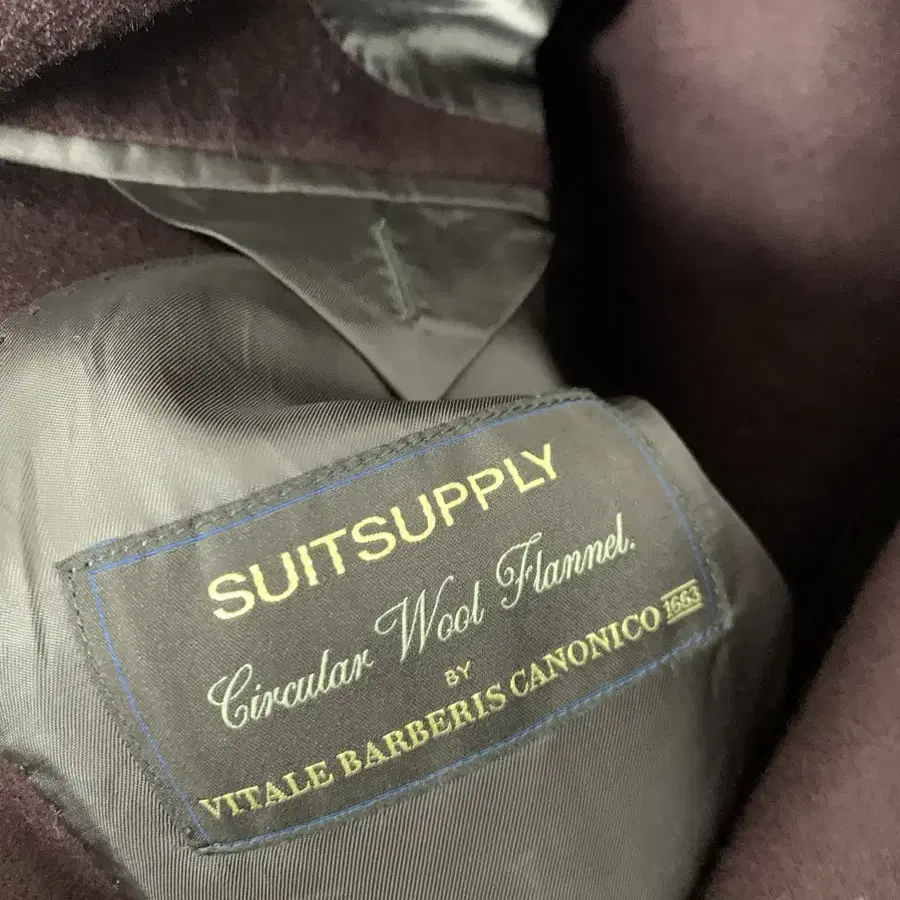 SUITSUPPLY
Circular Wool Flannel.
BY
VITALE BARBERIS CANONICO 1663